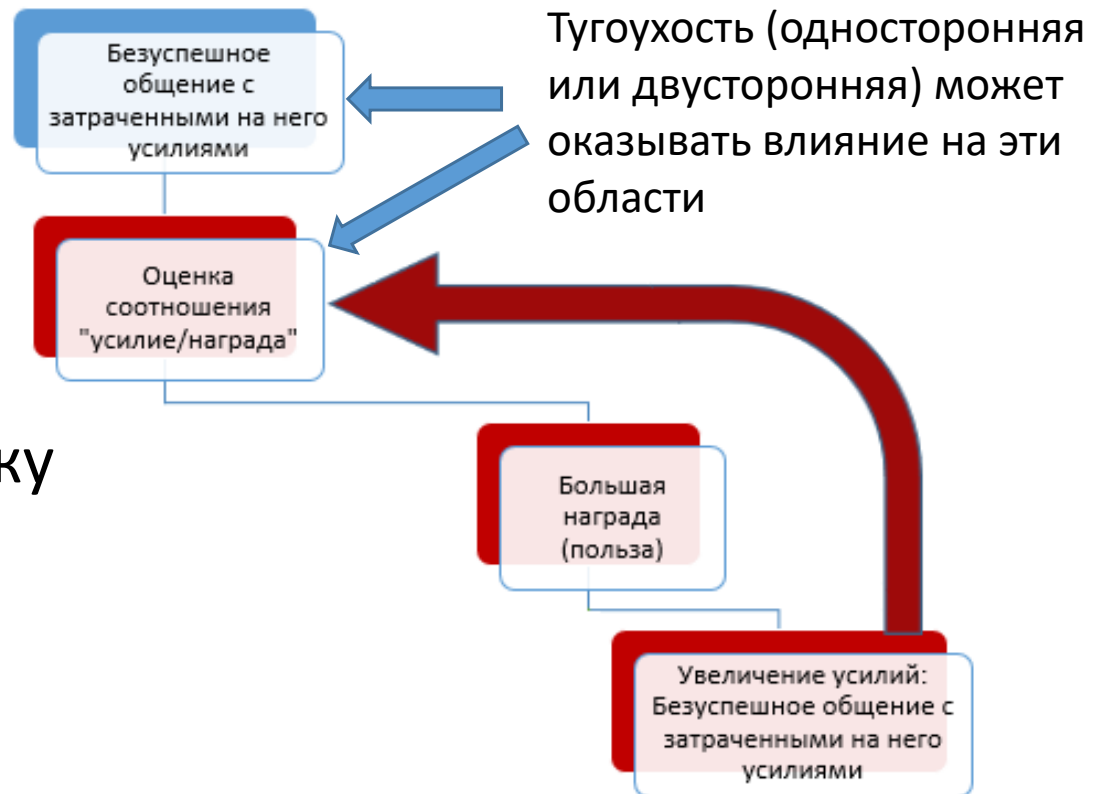 Безуспешное
общение с
затраченными на него
усилиями
Тугоухость (односторонняя
или двусторонняя) может
оказывать влияние на эти
области
Оценка
соотношения
"усилие/награда"
ку
Большая
награда
(польза)
Увеличение усилий:
Безуспешное общение с
затраченными на него
усилиями